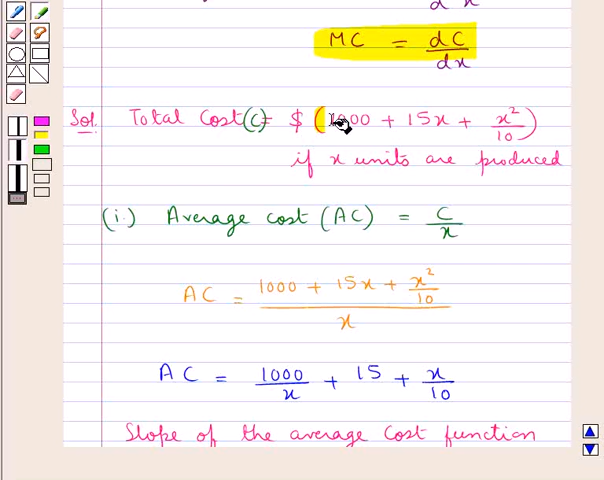 d x
MC = dC/dx
Sol. Total Cost (C) = $ (1000 + 15x + x²/10)
if x units are produced
(i.) Average cost (AC) = C/x
AC = (1000 + 15x + x²/10)/x
AC = 1000/x + 15 + x/10
Slope of the average cost function